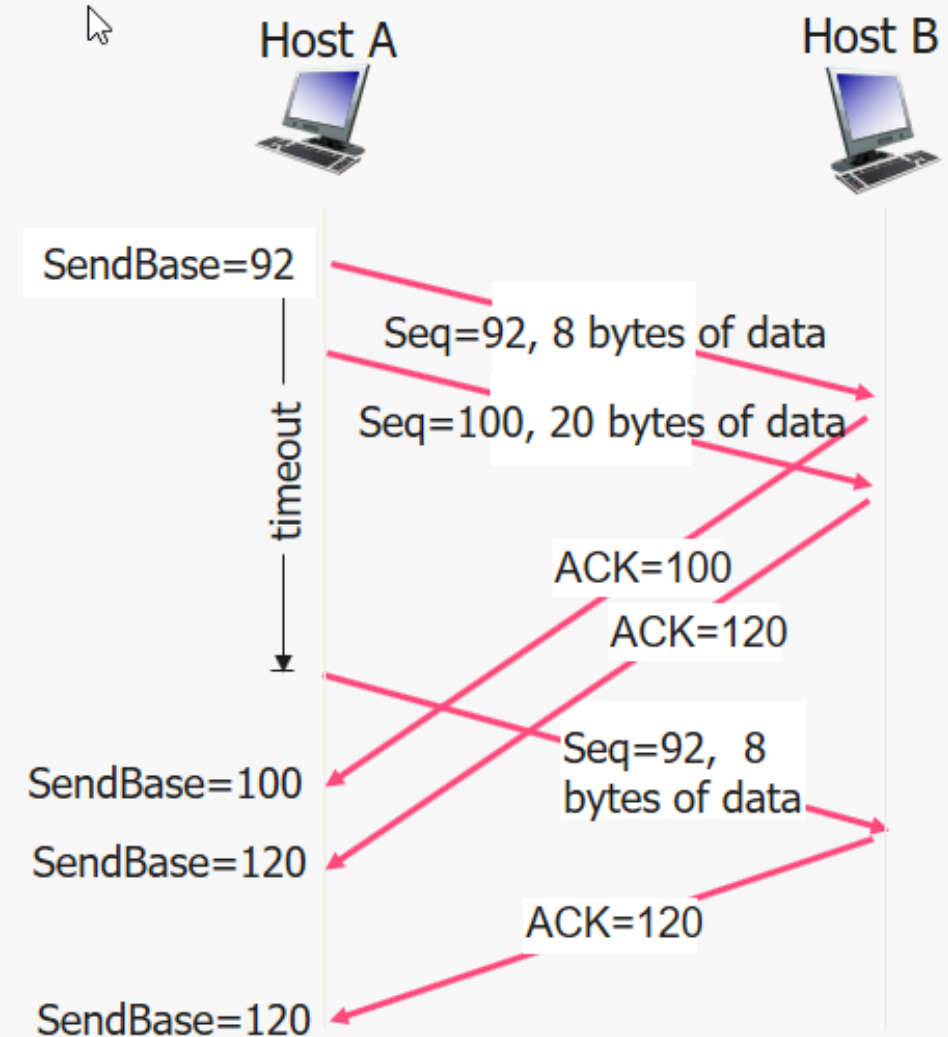 Host A
Host B
SendBase=92
Seq=92, 8 bytes of data
Seq=100, 20 bytes of data
timeout
ACK=100
ACK=120
Seq=92, 8
bytes of data
SendBase=100
SendBase=120
ACK=120
SendBase=120